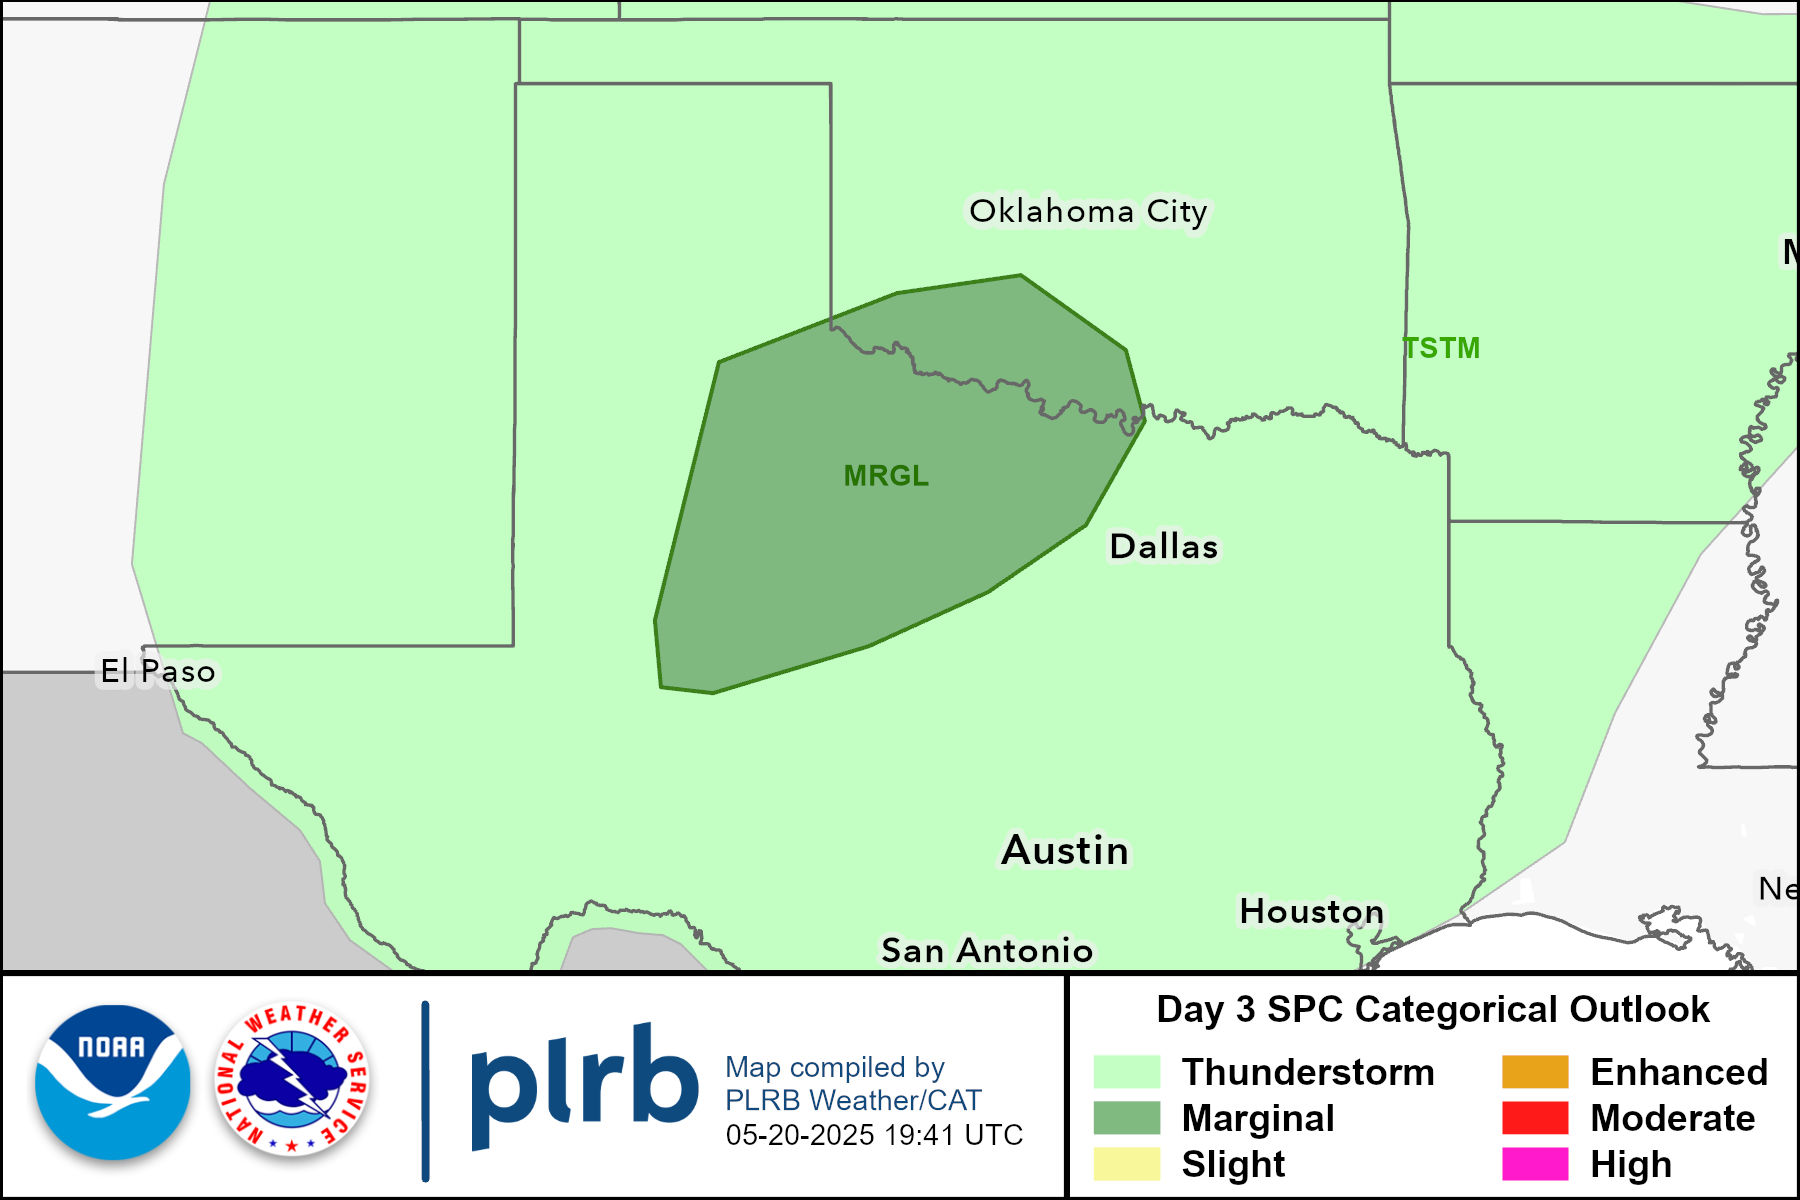 Oklahoma City
M
TSTM
MRGL
Dallas
El Paso
Austin
Ne
Houston
San Antonio
NOAA
NATIONAL WEATHER SERVICE
plrb
Map compiled by
PLRB Weather/CAT
05-20-2025 19:41 UTC
Day 3 SPC Categorical Outlook
Thunderstorm
Enhanced
Marginal
Moderate
Slight
High